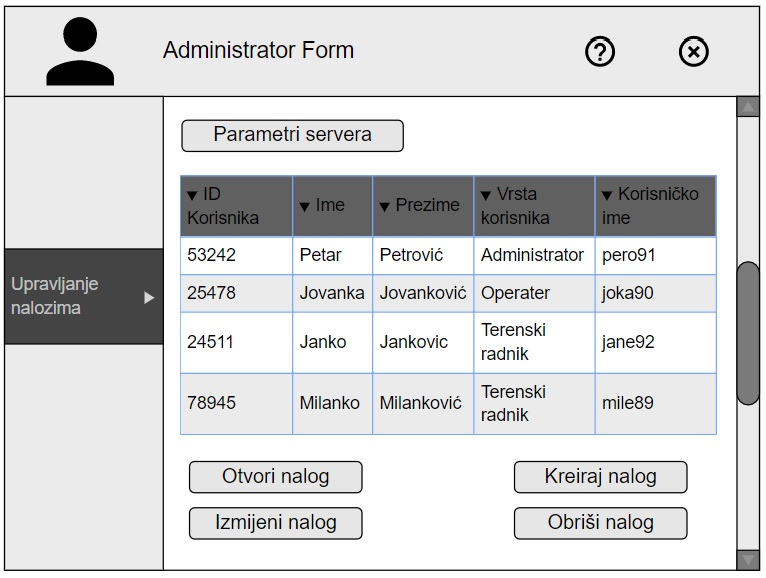 Administrator Form
Parametri servera
▼ ID Korisnika ▼ Ime ▼ Prezime ▼ Vrsta korisnika ▼ Korisničko ime
53242 Petar Petrović Administrator pero91
25478 Jovanka Jovanković Operater joka90
24511 Janko Jankovic Terenski radnik jane92
78945 Milanko Milanković Terenski radnik mile89
Upravljanje
nalozima
Otvori nalog Kreiraj nalog
Izmijeni nalog Obriši nalog